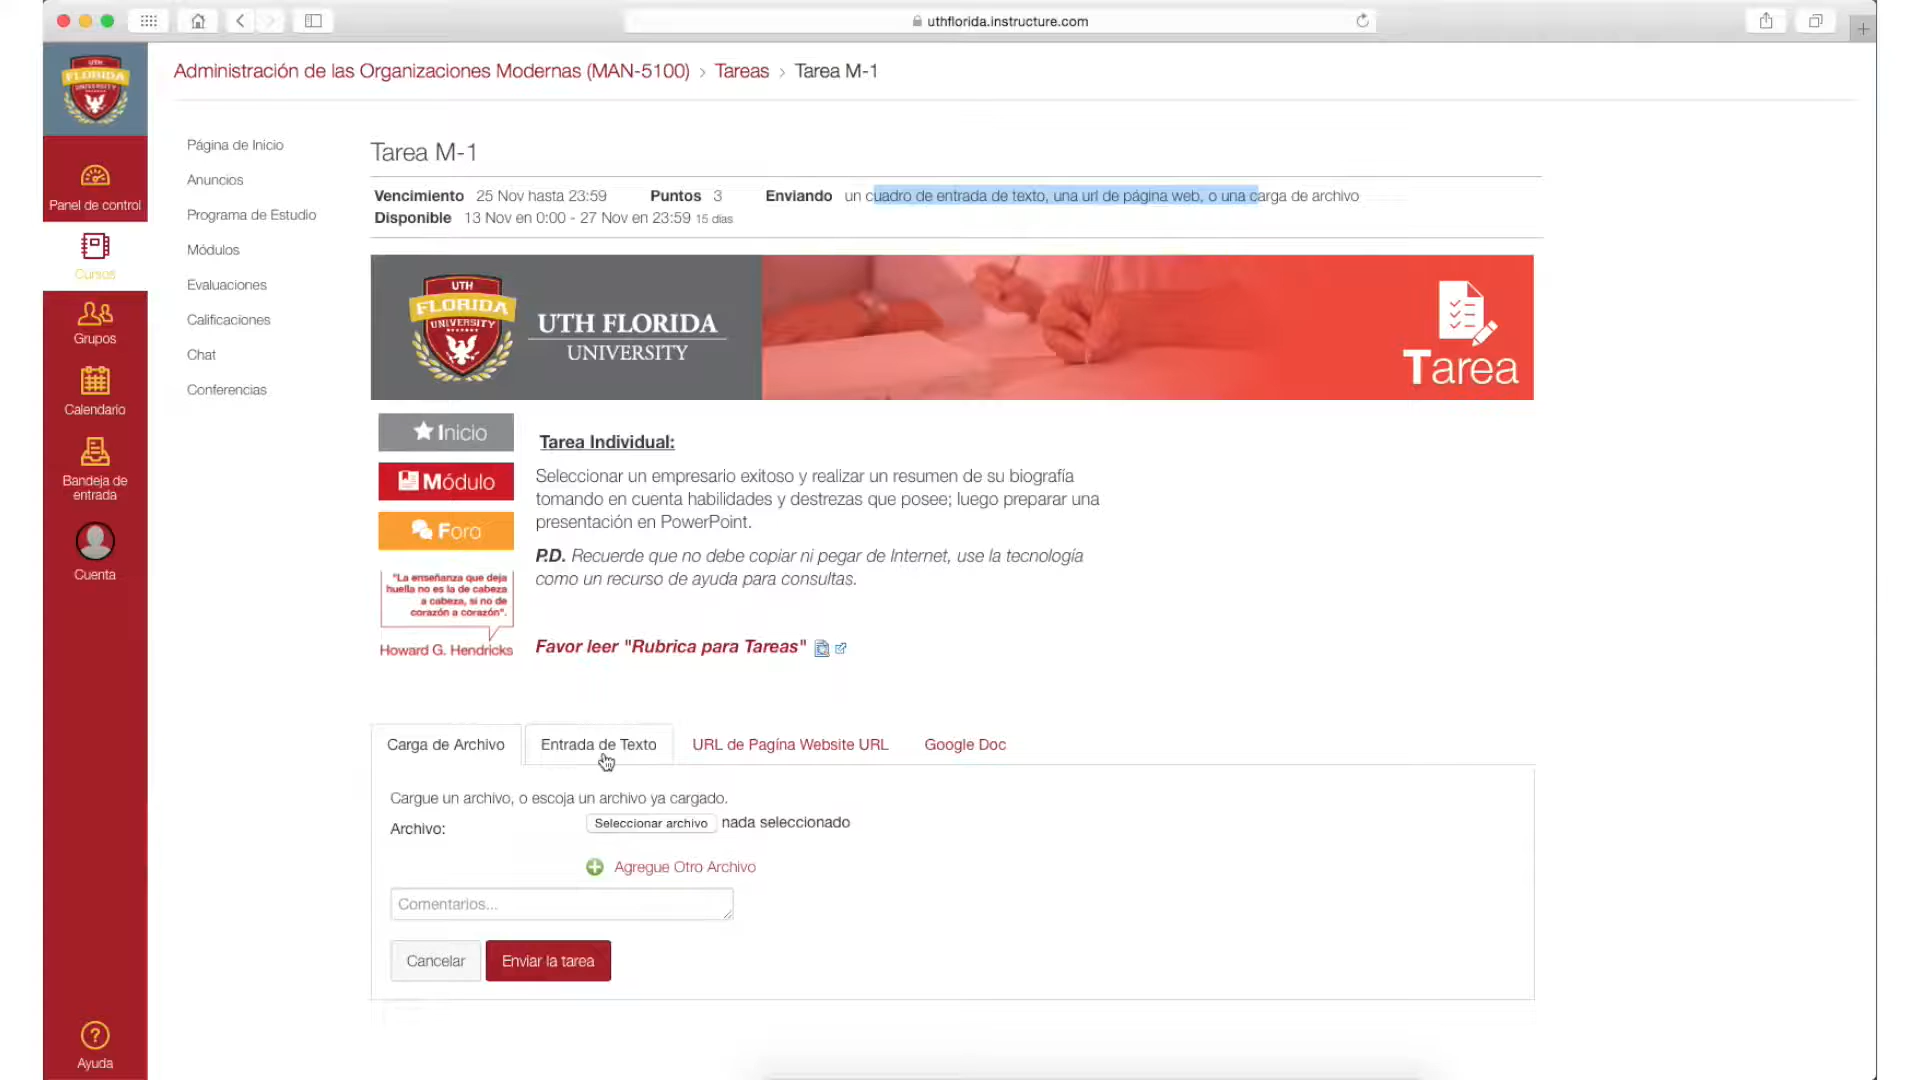 uthflorida.instructure.com
UTH
FLORIDA
UNIVERSITY
Administración de las Organizaciones Modernas (MAN-5100) › Tareas › Tarea M-1
Panel de control
Cursos
Grupos
Calendario
Bandeja de
entrada
Cuenta
Ayuda
Página de Inicio
Anuncios
Programa de Estudio
Módulos
Evaluaciones
Calificaciones
Chat
Conferencias
Tarea M-1
Vencimiento 25 Nov hasta 23:59 Puntos 3 Enviando un cuadro de entrada de texto, una url de página web, o una carga de archivo
Disponible 13 Nov en 0:00 - 27 Nov en 23:59 15 días
UTH
FLORIDA
UNIVERSITY
UTH FLORIDA
UNIVERSITY
Tarea
Inicio
Módulo
Foro
"La enseñanza que deja
huella no es la de cabeza
a cabeza, si no de
corazón a corazón".
Howard G. Hendricks
Tarea Individual:
Seleccionar un empresario exitoso y realizar un resumen de su biografía
tomando en cuenta habilidades y destrezas que posee; luego preparar una
presentación en PowerPoint.
P.D. Recuerde que no debe copiar ni pegar de Internet, use la tecnología
como un recurso de ayuda para consultas.
Favor leer "Rubrica para Tareas"
Carga de Archivo Entrada de Texto URL de Pagína Website URL Google Doc
Cargue un archivo, o escoja un archivo ya cargado.
Archivo: Seleccionar archivo nada seleccionado
Agregue Otro Archivo
Comentarios...
Cancelar Enviar la tarea